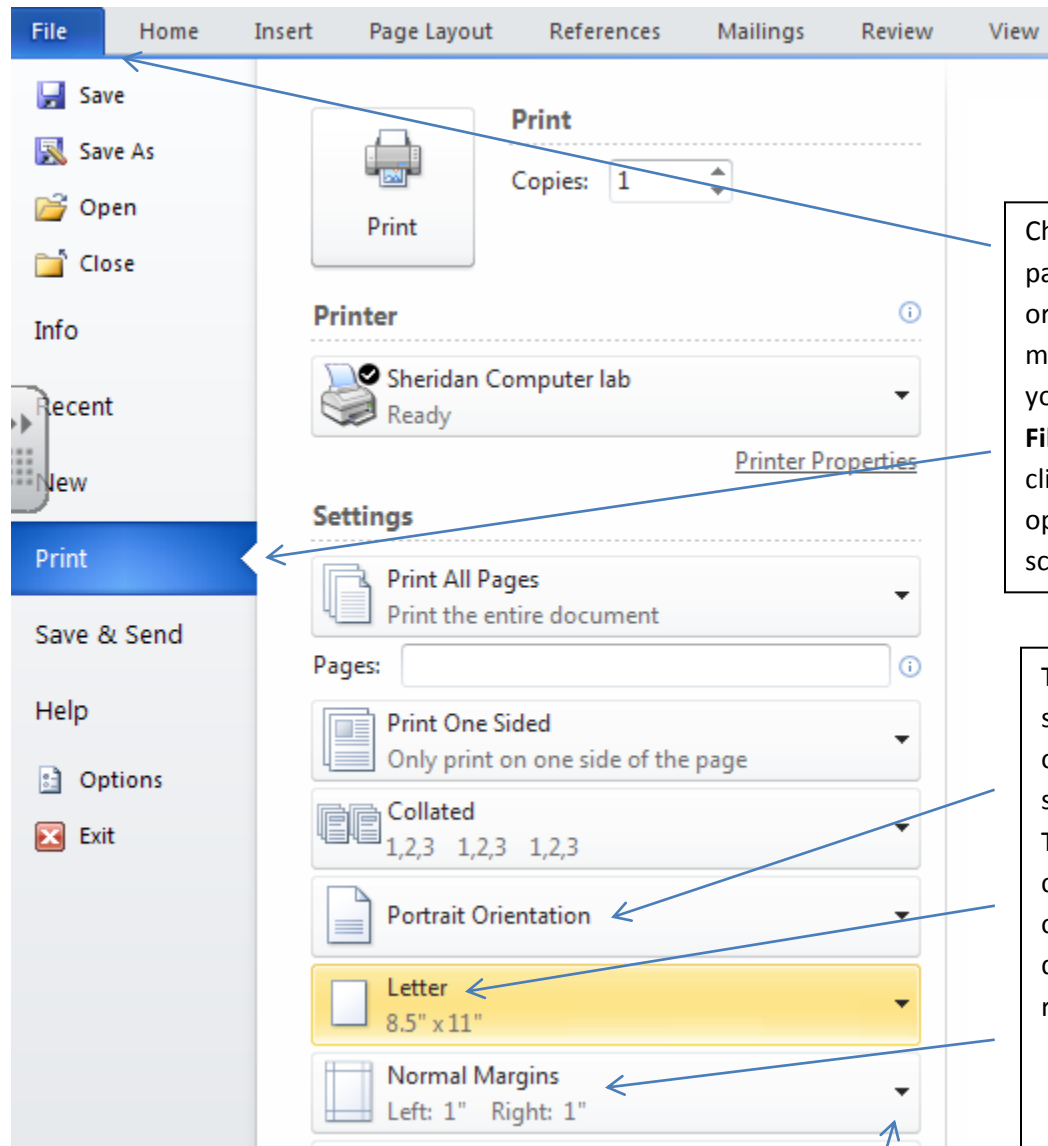 File Home Insert Page Layout References Mailings Review View
Save
Save As
Open
Close
Info
Recent
New
Print
Save & Send
Help
Options
Exit
Print
Print
Copies: 1
Printer
Sheridan Computer lab
Ready
Printer Properties
Settings
Print All Pages
Print the entire document
Pages:
Print One Sided
Only print on one side of the page
Collated
1,2,3 1,2,3 1,2,3
Portrait Orientation
Letter
8.5" x 11"
Normal Margins
Left: 1" Right: 1"